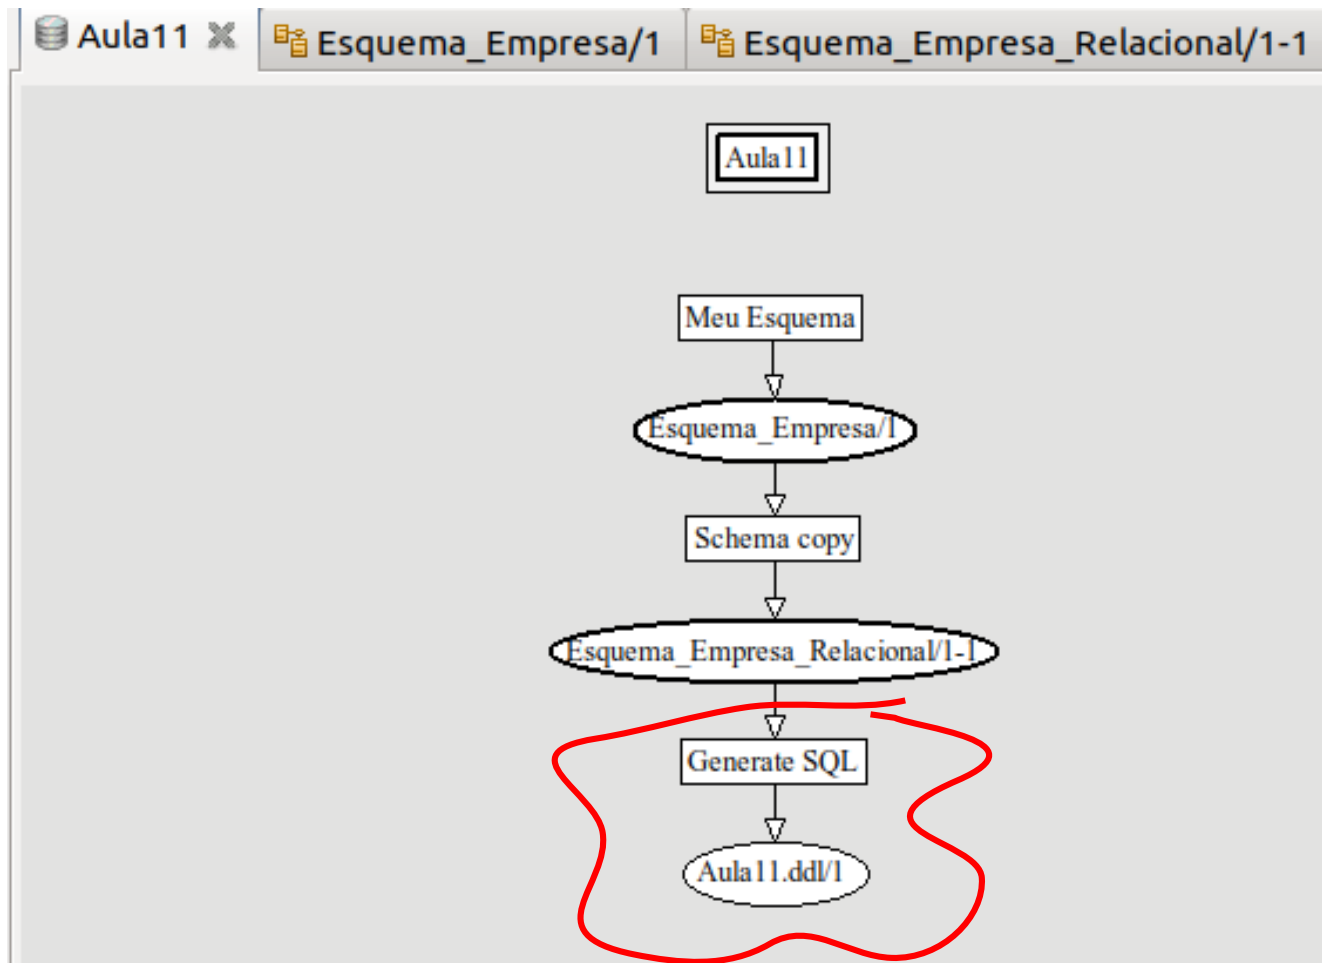 Aula11
Esquema_Empresa/1
Esquema_Empresa_Relacional/1-1
Aula11
Meu Esquema
Esquema_Empresa/1
Schema copy
Esquema_Empresa_Relacional/1-1
Generate SQL
Aula11.ddl/1